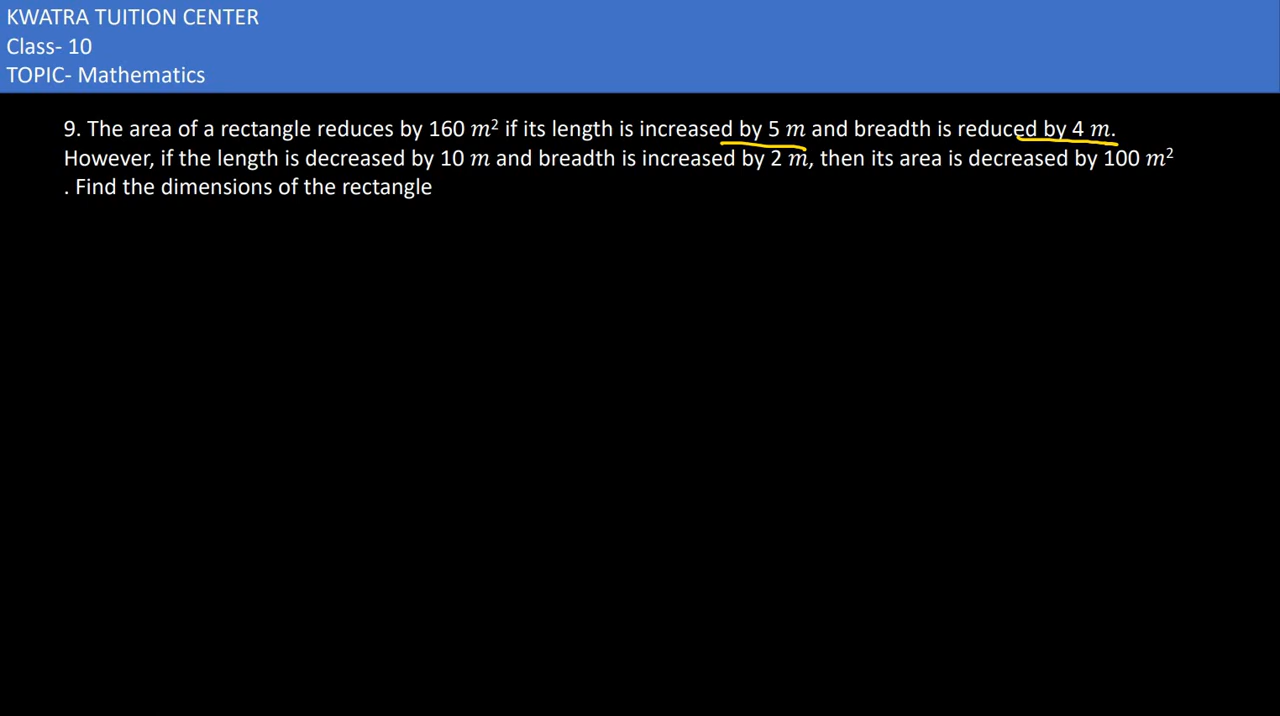 KWATRA TUITION CENTER
Class- 10
TOPIC- Mathematics
9. The area of a rectangle reduces by 160 m² if its length is increased by 5 m and breadth is reduced by 4 m.
However, if the length is decreased by 10 m and breadth is increased by 2 m, then its area is decreased by 100 m²
. Find the dimensions of the rectangle